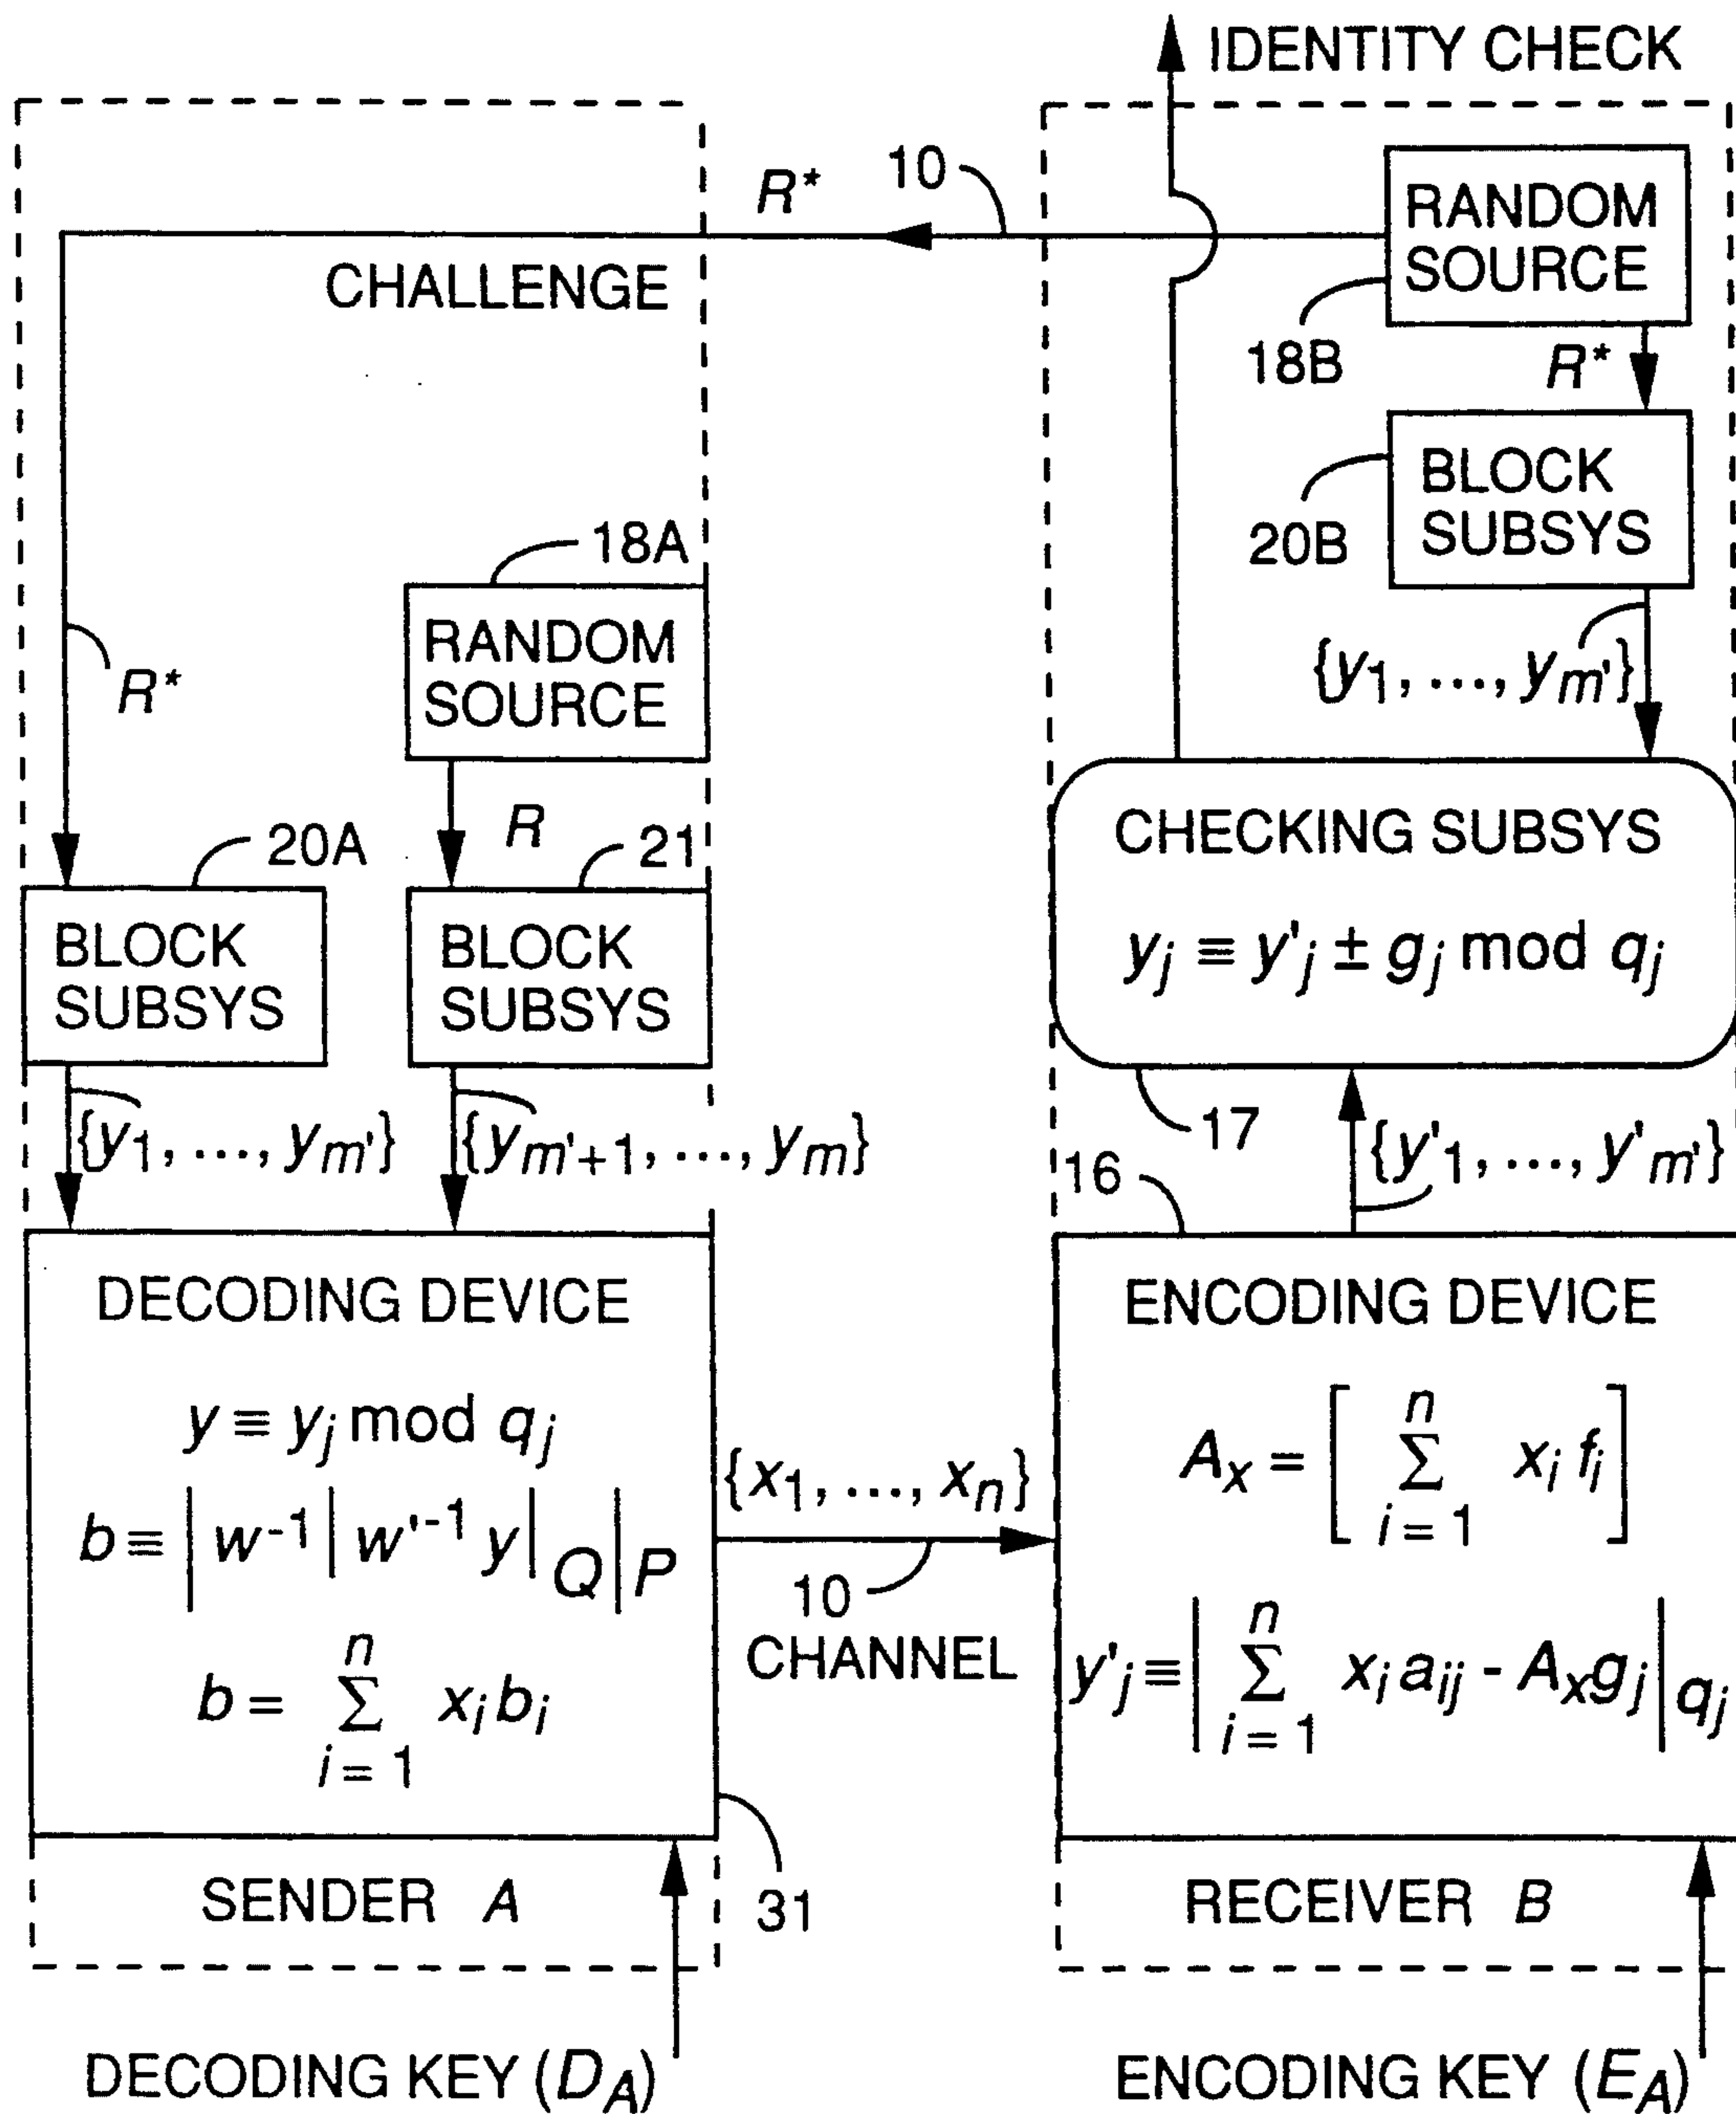 IDENTITY CHECK
R*
10
RANDOM
SOURCE
CHALLENGE
18B
R*
BLOCK
SUBSYS
20B
18A
RANDOM
SOURCE
R*
{y1, ..., ym'}
R
20A
21
CHECKING SUBSYS
yj ≡ y'j ± gj mod qj
BLOCK
SUBSYS
BLOCK
SUBSYS
{y1, ..., ym'}
{ym'+1, ..., ym}
17
16
{y'1, ..., y'm'}
DECODING DEVICE
y ≡ yj mod qj
b ≡ | w-1 | w'-1 y|Q|P
b = n∑i = 1 xi bi
{x1, ..., xn}
10
CHANNEL
ENCODING DEVICE
Ax = [ n∑i = 1 xi fi ]
y'j ≡ | n∑i = 1 xi aij - Axgj | qj
SENDER A
31
RECEIVER B
DECODING KEY (DA)
ENCODING KEY (EA)